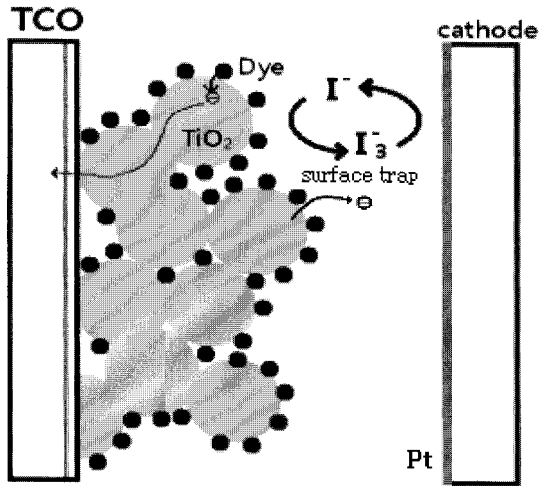 TCO
cathode
Dye
⊖
I⁻
TiO₂
I₃⁻
surface trap
⊖
Pt